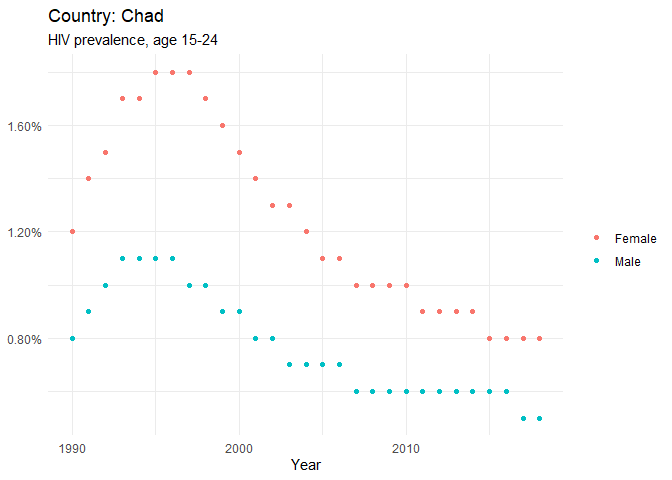 Country: Chad
HIV prevalence, age 15-24
1.60%
1.20%
0.80%
Female
Male
1990
2000
2010
Year